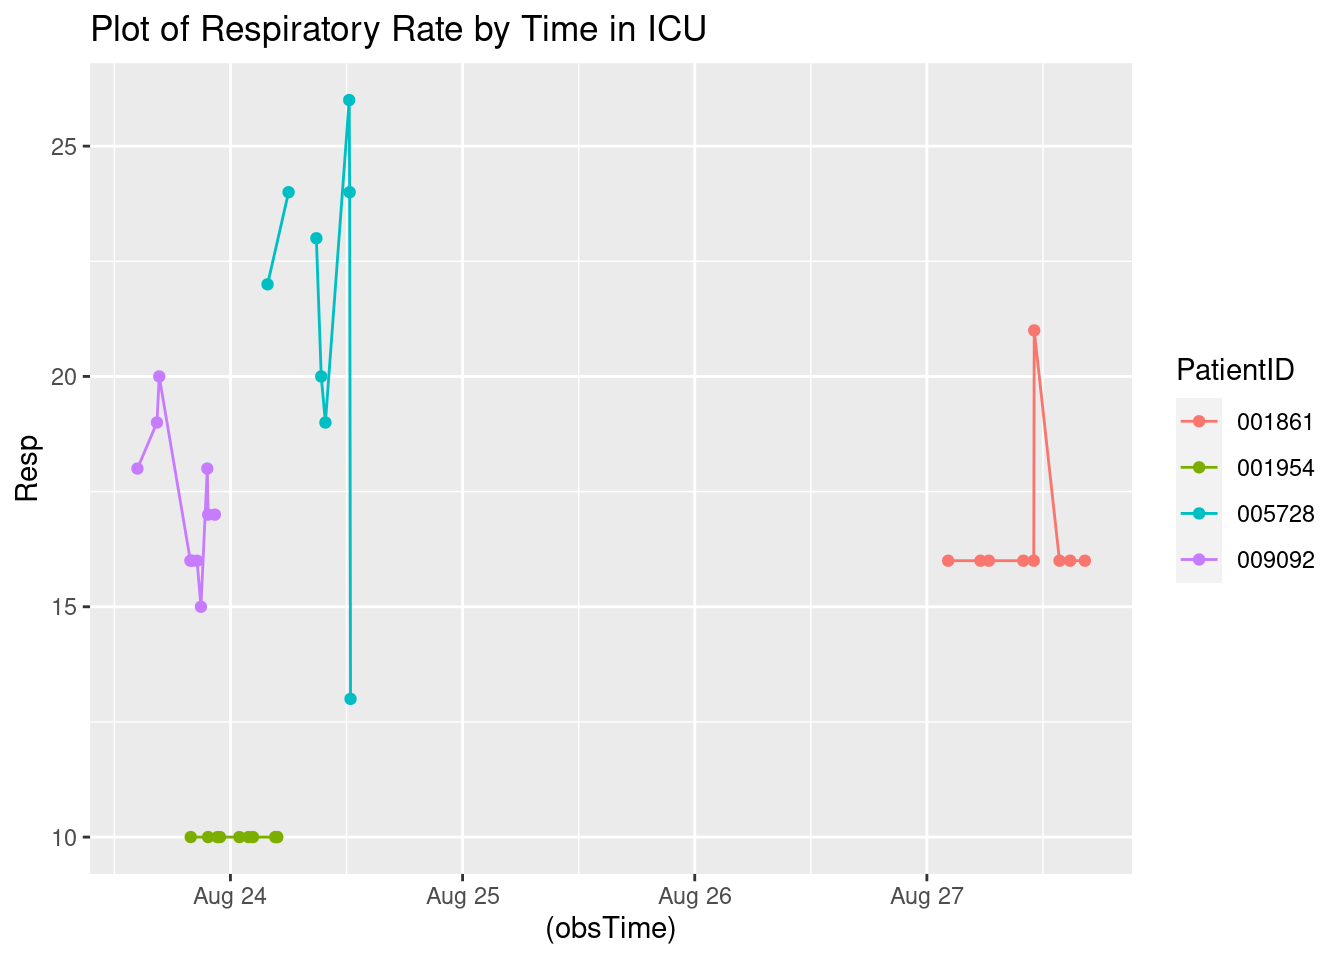 Plot of Respiratory Rate by Time in ICU
25
20
15
10
Resp
Aug 24 Aug 25 Aug 26 Aug 27
(obsTime)
PatientID
001861
001954
005728
009092